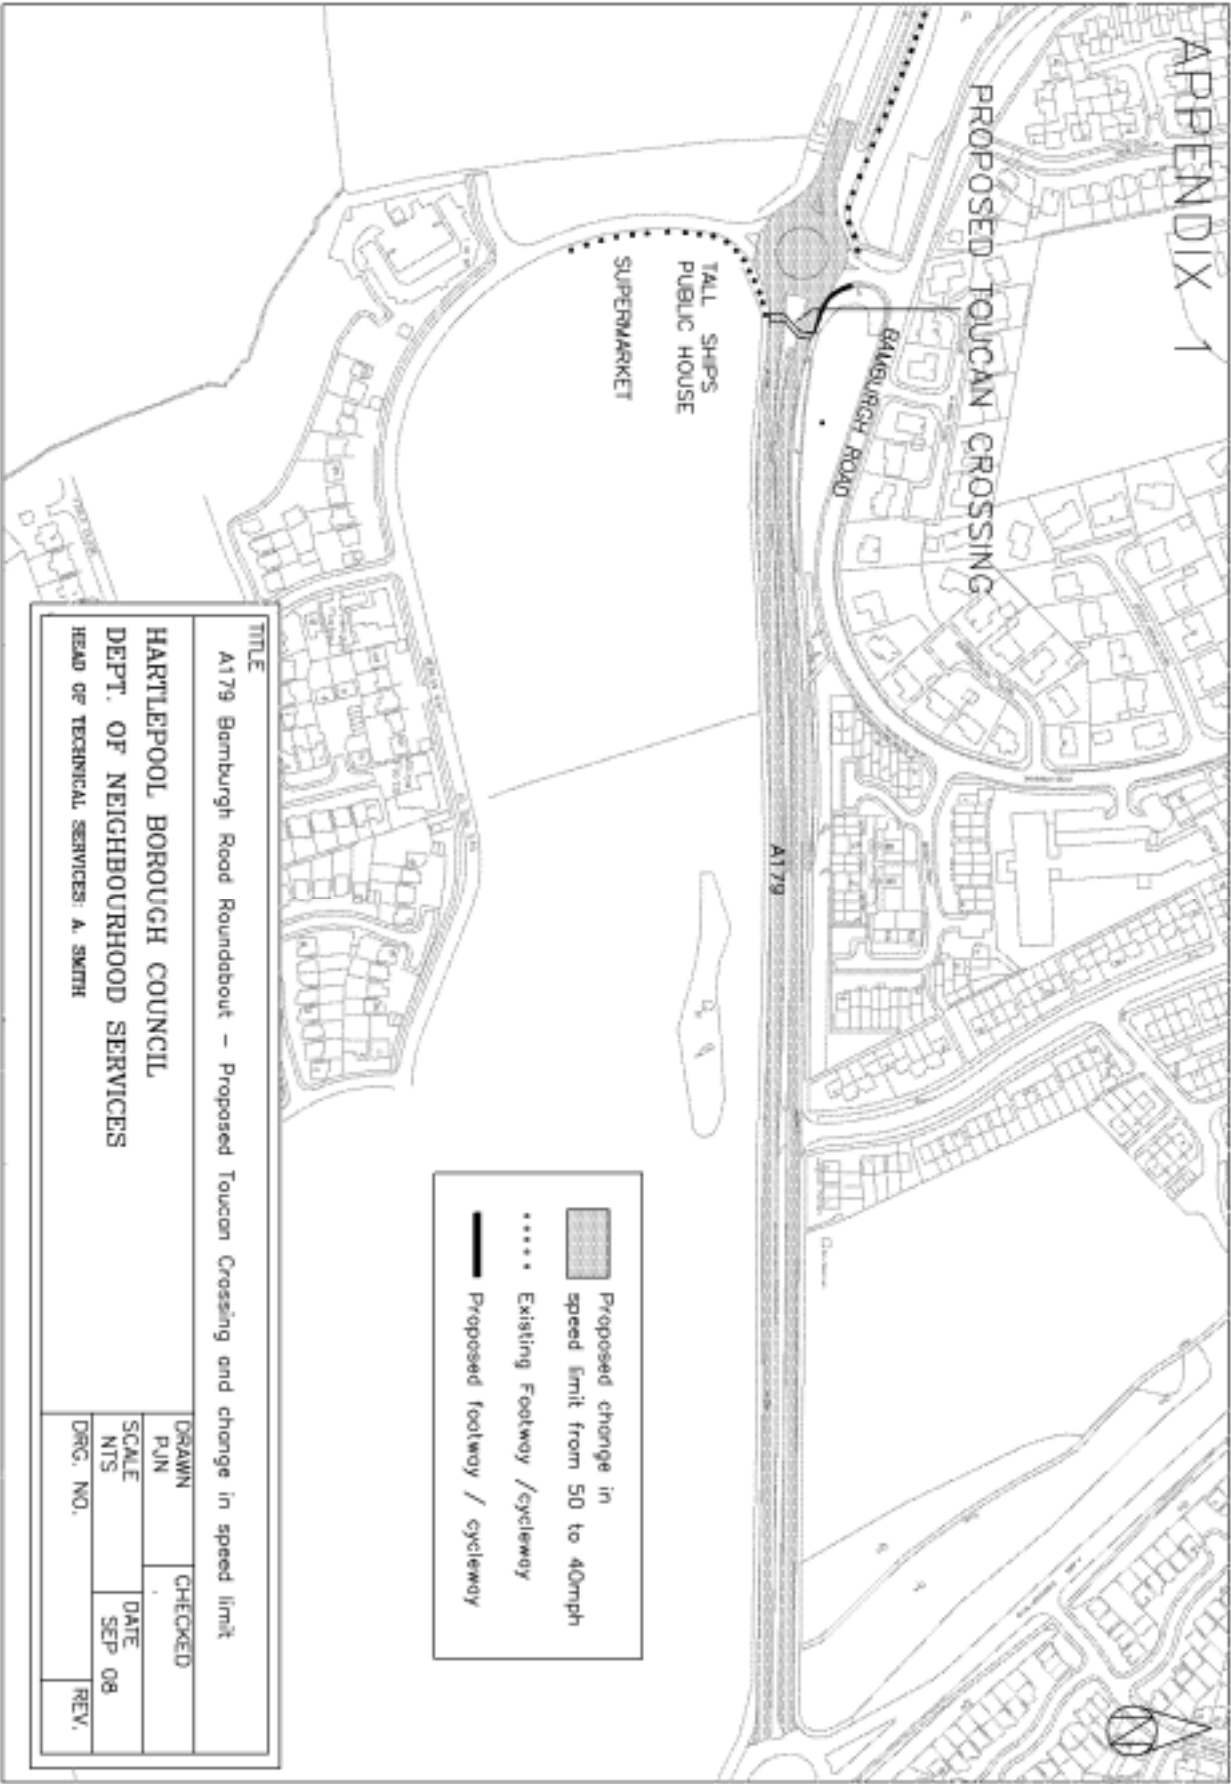 APPENDIX 1
PROPOSED TOUCAN CROSSING
BAMBURGH ROAD
TALL SHIPS
PUBLIC HOUSE
SUPERMARKET
A179
Proposed change in
speed limit from 50 to 40mph
Existing Footway /cycleway
Proposed footway / cycleway
TITLE
A179 Bamburgh Road Roundabout – Proposed Toucan Crossing and change in speed limit
HARTLEPOOL BOROUGH COUNCIL
DEPT. OF NEIGHBOURHOOD SERVICES
HEAD OF TECHNICAL SERVICES: A. SMITH
DRAWN
PJN
CHECKED
SCALE
NTS
DATE
SEP 08
DRG. NO.
REV.
N